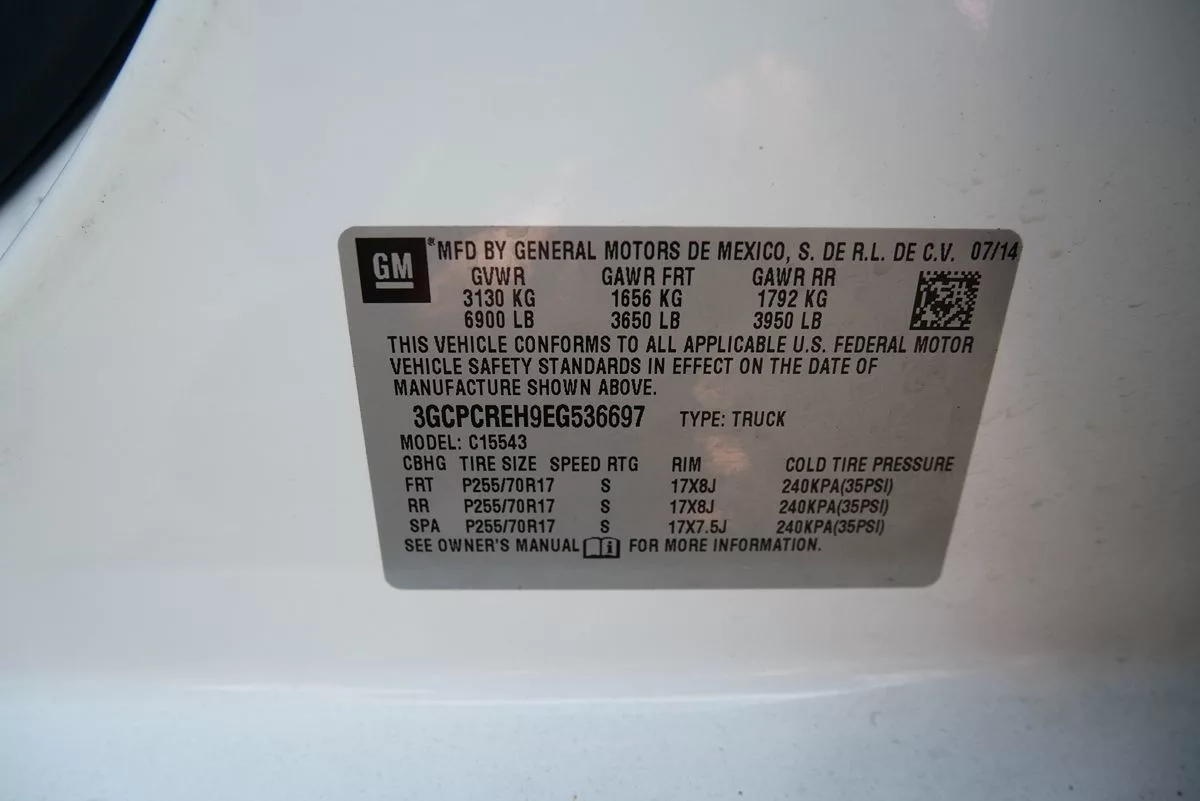 GM
MFD BY GENERAL MOTORS DE MEXICO, S. DE R.L. DE C.V. 07/14
GVWR GAWR FRT GAWR RR
3130 KG 1656 KG 1792 KG
6900 LB 3650 LB 3950 LB
THIS VEHICLE CONFORMS TO ALL APPLICABLE U.S. FEDERAL MOTOR
VEHICLE SAFETY STANDARDS IN EFFECT ON THE DATE OF
MANUFACTURE SHOWN ABOVE.
3GCPCREH9EG536697 TYPE: TRUCK
MODEL: C15543
CBHG TIRE SIZE SPEED RTG RIM COLD TIRE PRESSURE
FRT P255/70R17 S 17X8J 240KPA(35PSI)
RR P255/70R17 S 17X8J 240KPA(35PSI)
SPA P255/70R17 S 17X7.5J 240KPA(35PSI)
SEE OWNER'S MANUAL FOR MORE INFORMATION.